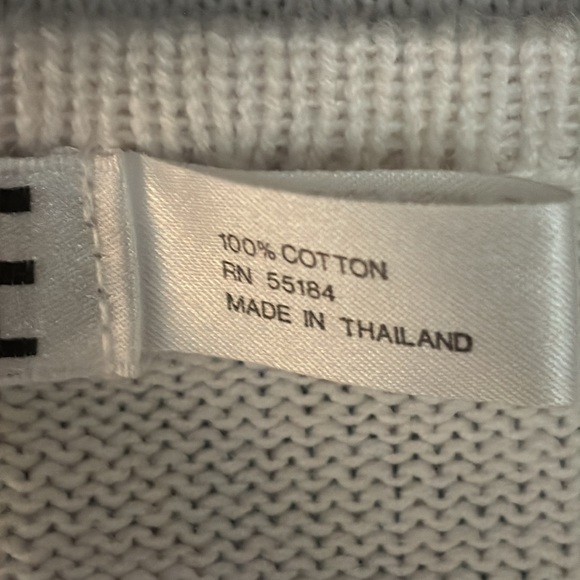 100% COTTON
RN 55184
MADE IN THAILAND